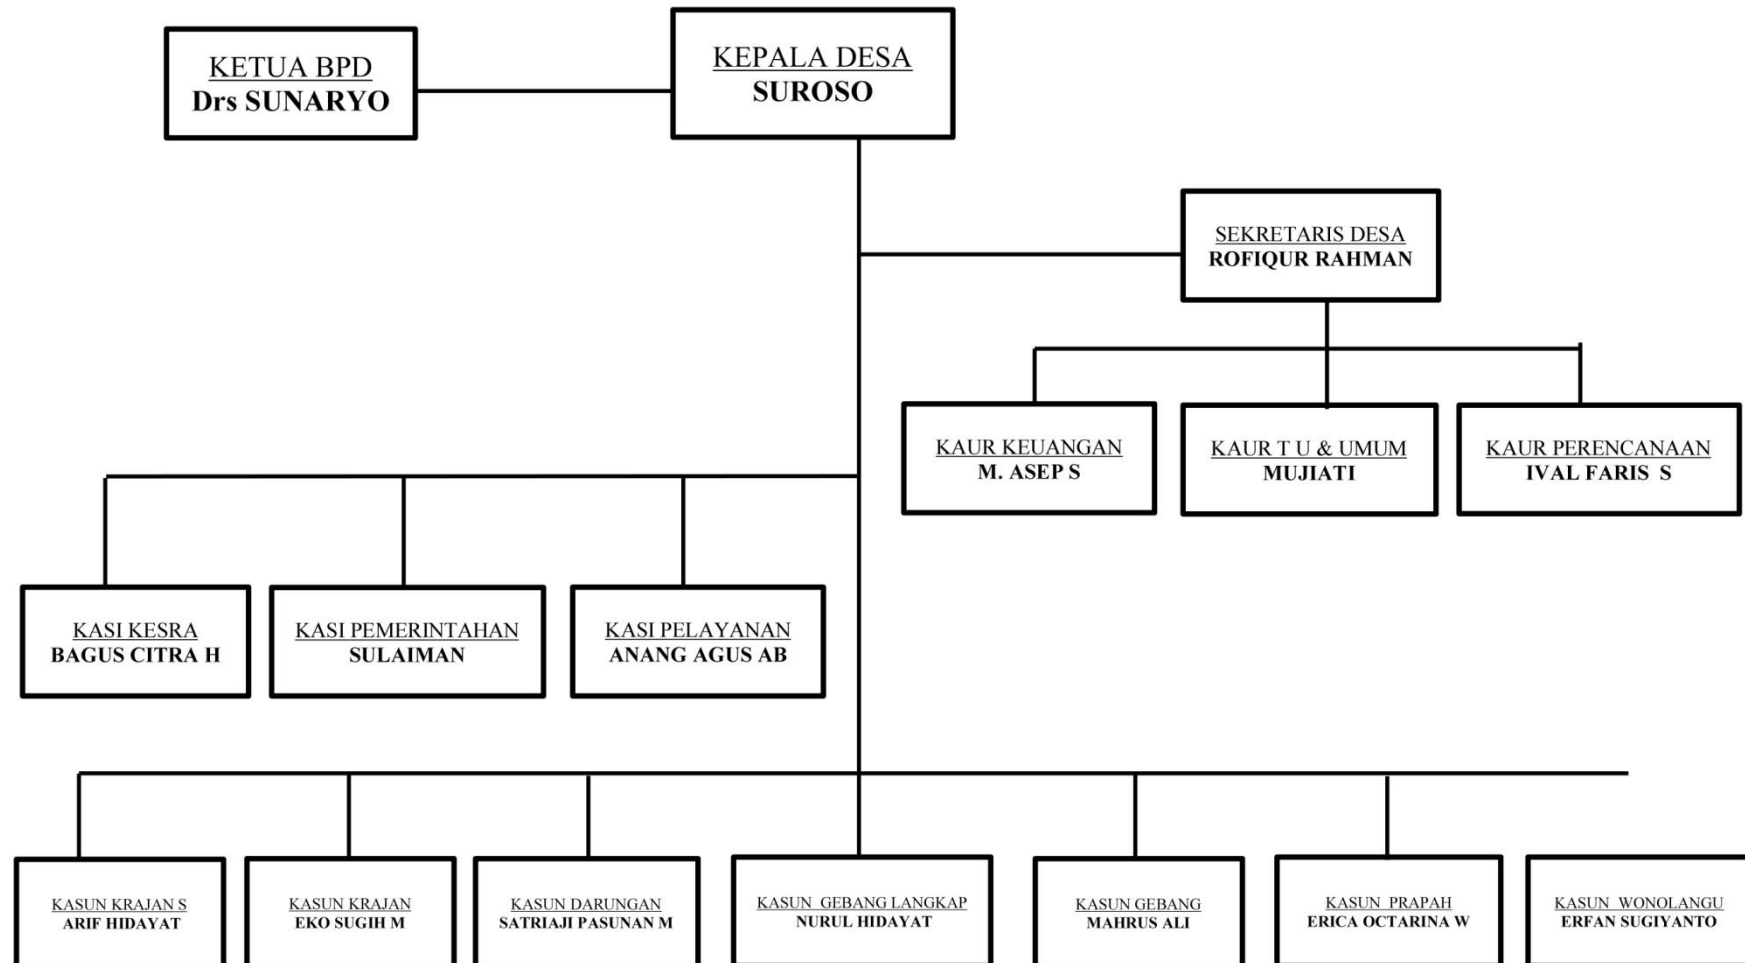 KETUA BPD
Drs SUNARYO
KEPALA DESA
SUROSO
SEKRETARIS DESA
ROFIQUR RAHMAN
KAUR KEUANGAN
M. ASEP S
KAUR T U & UMUM
MUJIATI
KAUR PERENCANAAN
IVAL FARIS S
KASI KESRA
BAGUS CITRA H
KASI PEMERINTAHAN
SULAIMAN
KASI PELAYANAN
ANANG AGUS AB
KASUN KRAJAN S
ARIF HIDAYAT
KASUN KRAJAN
EKO SUGIH M
KASUN DARUNGAN
SATRIAJI PASUNAN M
KASUN GEBANG LANGKAP
NURUL HIDAYAT
KASUN GEBANG
MAHRUS ALI
KASUN PRAPAH
ERICA OCTARINA W
KASUN WONOLANGU
ERFAN SUGIYANTO